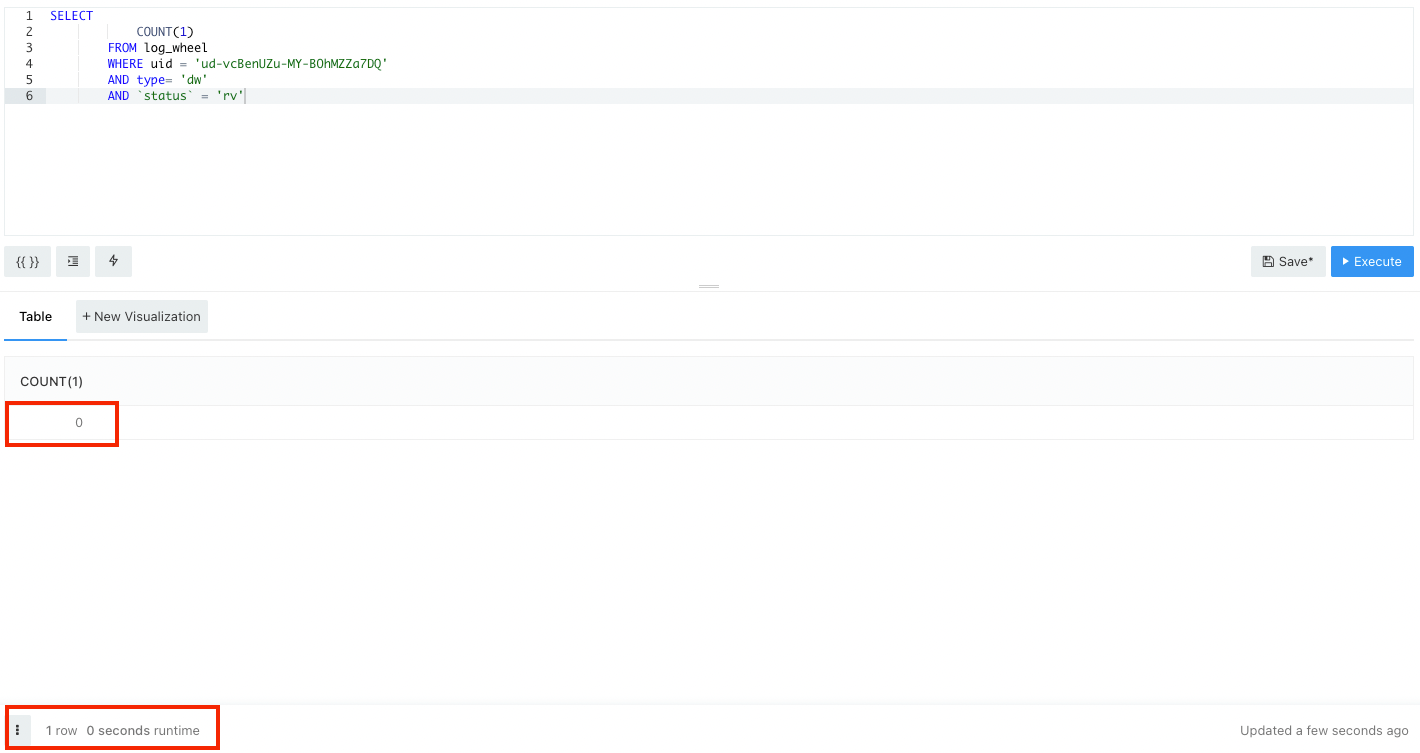 1 SELECT
2 COUNT(1)
3 FROM log_wheel
4 WHERE uid = 'ud-vcBenUZu-MY-BOhMZZa7DQ'
5 AND type= 'dw'
6 AND `status` = 'rv'
{{ }} Save* Execute
Table + New Visualization
COUNT(1)
0
1 row 0 seconds runtime Updated a few seconds ago